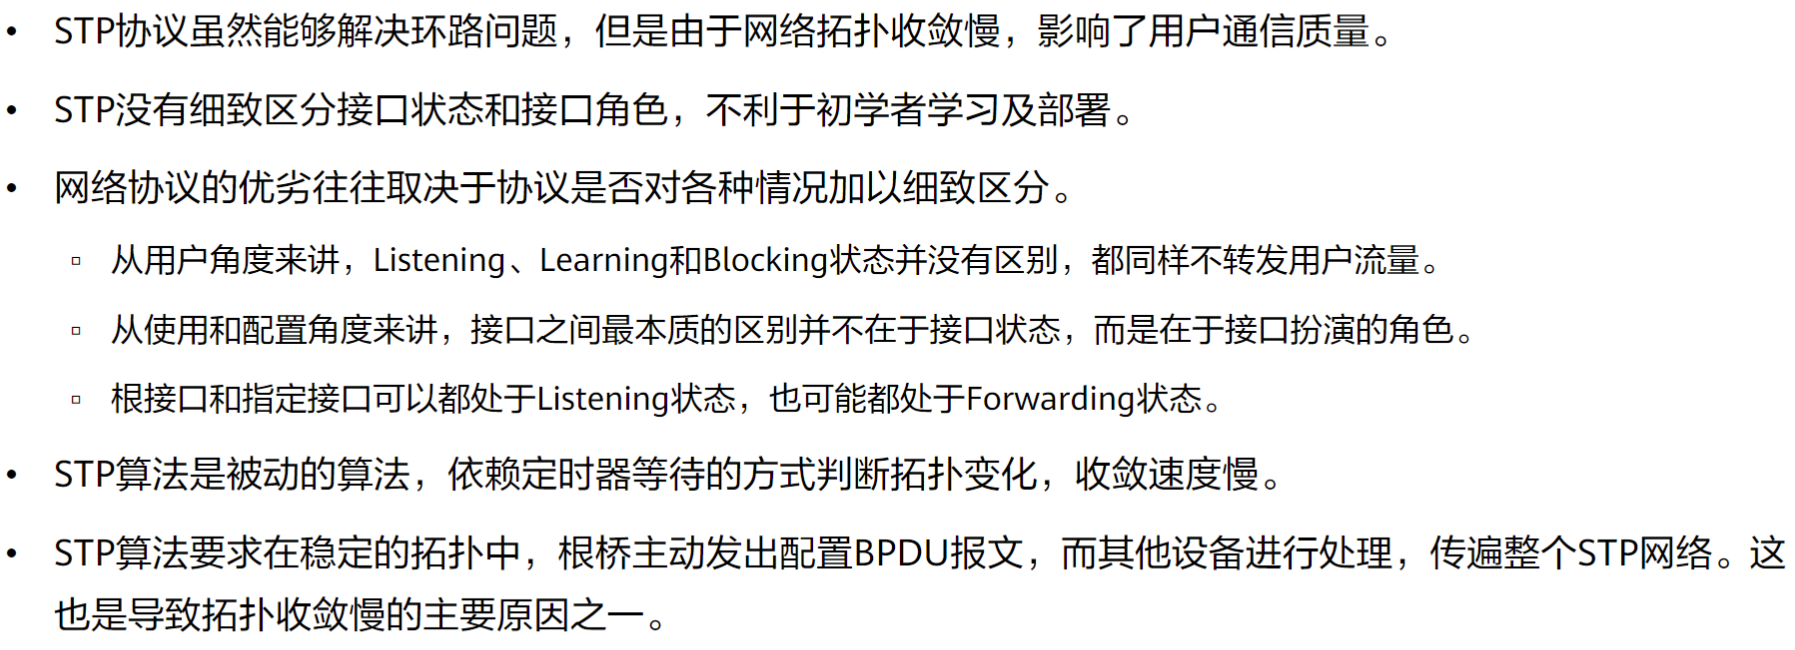 • STP协议虽然能够解决环路问题，但是由于网络拓扑收敛慢，影响了用户通信质量。
• STP没有细致区分接口状态和接口角色，不利于初学者学习及部署。
• 网络协议的优劣往往取决于协议是否对各种情况加以细致区分。
▫ 从用户角度来讲，Listening、Learning和Blocking状态并没有区别，都同样不转发用户流量。
▫ 从使用和配置角度来讲，接口之间最本质的区别并不在于接口状态，而是在于接口扮演的角色。
▫ 根接口和指定接口可以都处于Listening状态，也可能都处于Forwarding状态。
• STP算法是被动的算法，依赖定时器等待的方式判断拓扑变化，收敛速度慢。
• STP算法要求在稳定的拓扑中，根桥主动发出配置BPDU报文，而其他设备进行处理，传遍整个STP网络。这
也是导致拓扑收敛慢的主要原因之一。